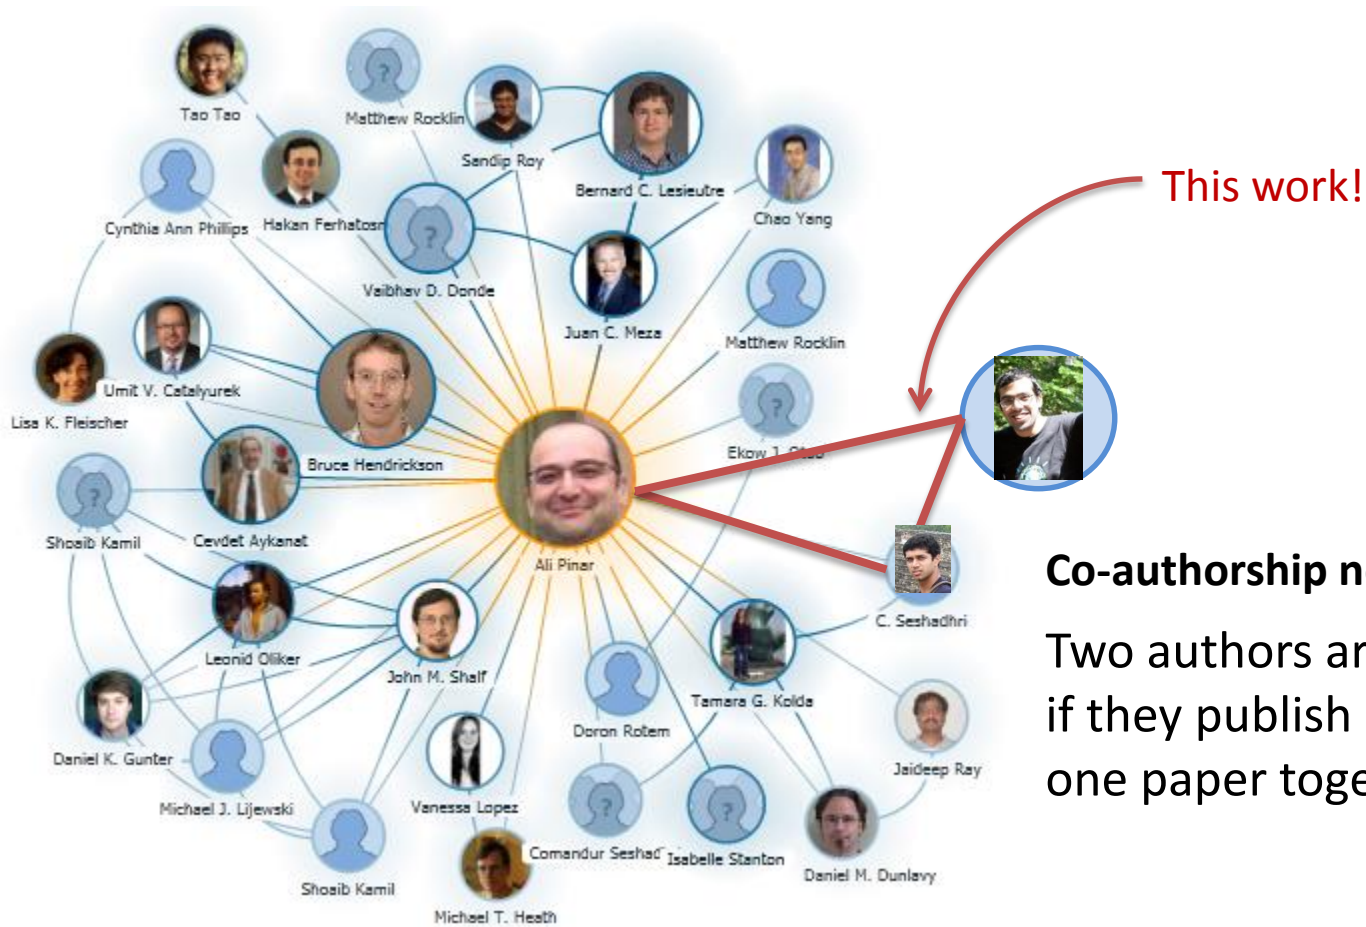 Tao Tao
Matthew Rocklin
Sandip Roy
Bernard C. Lesieutre
Chao Yang
This work!
Cynthia Ann Phillips
Hakan Ferhatosr
Vaibhav D. Donde
Juan C. Meza
Matthew Rocklin
Lisa K. Fleischer
Umit V. Catalyurek
Bruce Hendrickson
Ekow J.
Shoaib Kamil
Cevdet Aykanat
Ali Pinar
C. Seshadhri
Co-authorship n
Two authors ar
if they publish
one paper toge
Leonid Oliker
John M. Shalf
Tamara G. Kolda
Doron Rotem
Daniel K. Gunter
Jaideep Ray
Michael J. Lijewski
Vanessa Lopez
Comandur Seshad
Isabelle Stanton
Daniel M. Dunlavy
Shoaib Kamil
Michael T. Heath